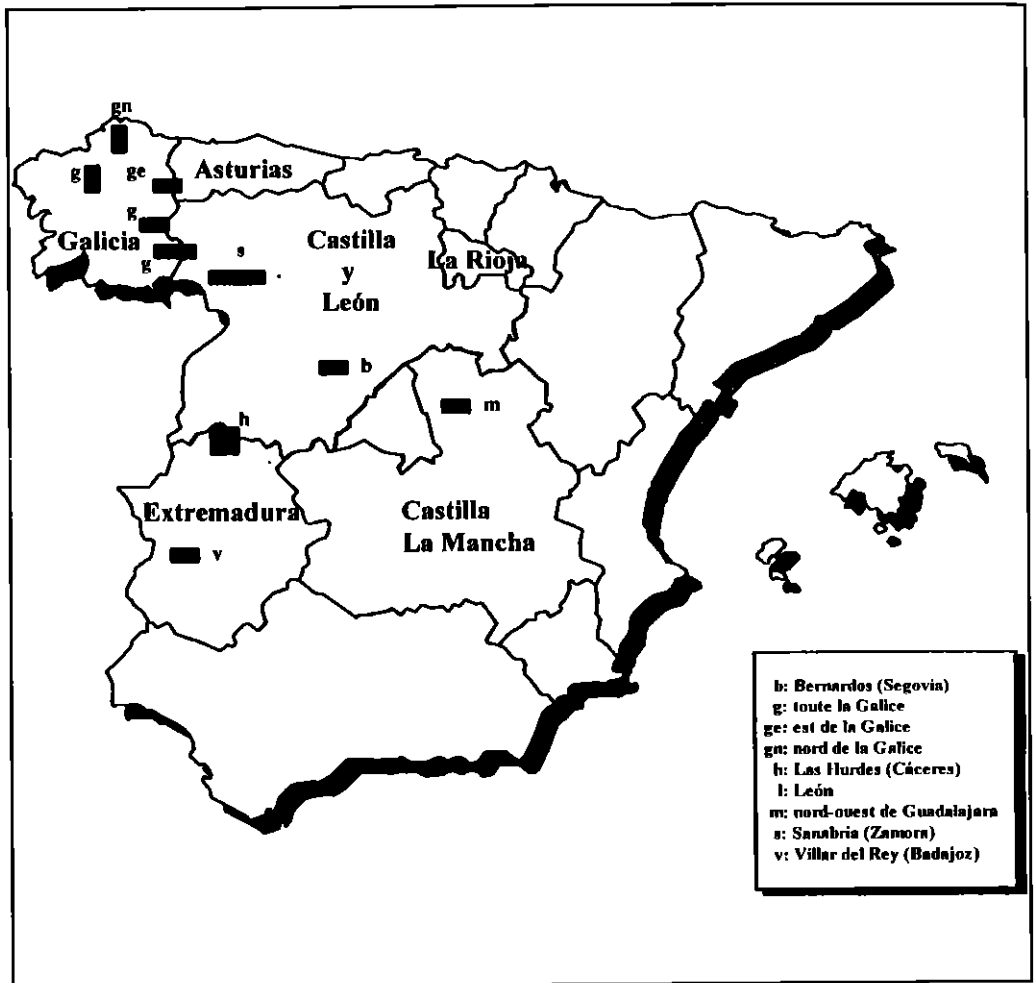 gn
g
ge
Asturias
g
Galicia
g
s
Castilla
y
León
La Rioja
b
m
h
Extremadura
Castilla
La Mancha
v
b: Bernardos (Segovia)
g: toute la Galice
ge: est de la Galice
gn: nord de la Galice
h: Las Hurdes (Cáceres)
l: León
m: nord-ouest de Guadalajara
s: Sanabria (Zamora)
v: Villar del Rey (Badajoz)